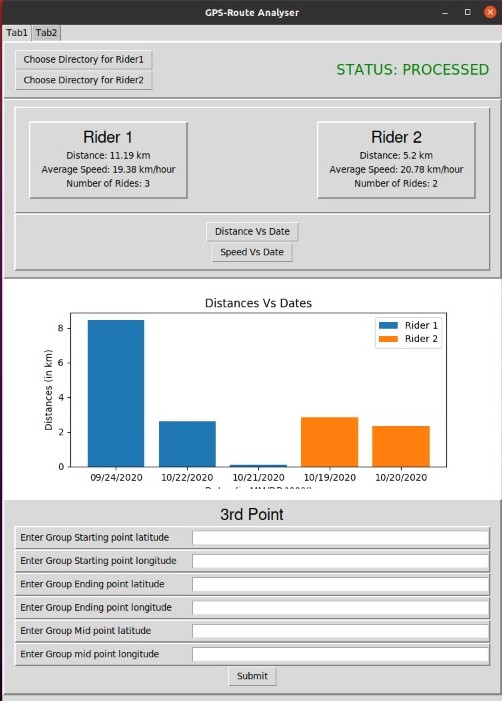 GPS-Route Analyser
Tab1 Tab2
Choose Directory for Rider1
Choose Directory for Rider2
STATUS: PROCESSED
Rider 1
Distance: 11.19 km
Average Speed: 19.38 km/hour
Number of Rides: 3
Rider 2
Distance: 5.2 km
Average Speed: 20.78 km/hour
Number of Rides: 2
Distance Vs Date
Speed Vs Date
Distances Vs Dates
Distances (in km)
8
6
4
2
0
Rider 1
Rider 2
09/24/2020 10/22/2020 10/21/2020 10/19/2020 10/20/2020
3rd Point
Enter Group Starting point latitude
Enter Group Starting point longitude
Enter Group Ending point latitude
Enter Group Ending point longitude
Enter Group Mid point latitude
Enter Group mid point longitude
Submit